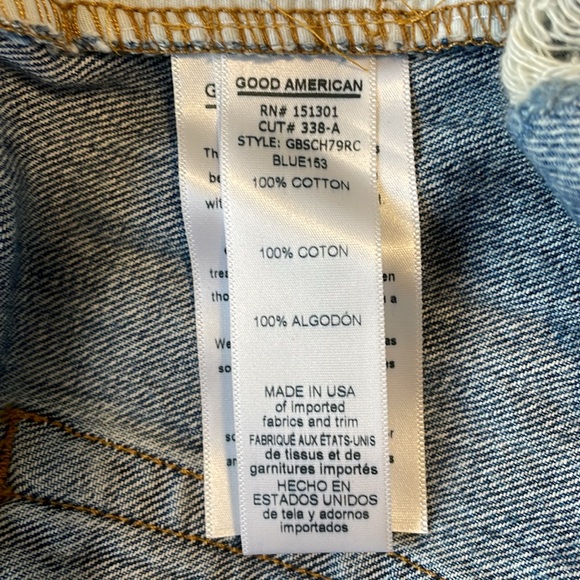 GOOD AMERICAN
RN# 151301
CUT# 338-A
STYLE: GBSCH79RC
BLUE153
100% COTTON
100% COTON
100% ALGODÓN
MADE IN USA
of imported
fabrics and trim
FABRIQUÉ AUX ÉTATS-UNIS
de tissus et de
garnitures importés
HECHO EN
ESTADOS UNIDOS
de tela y adornos
importados